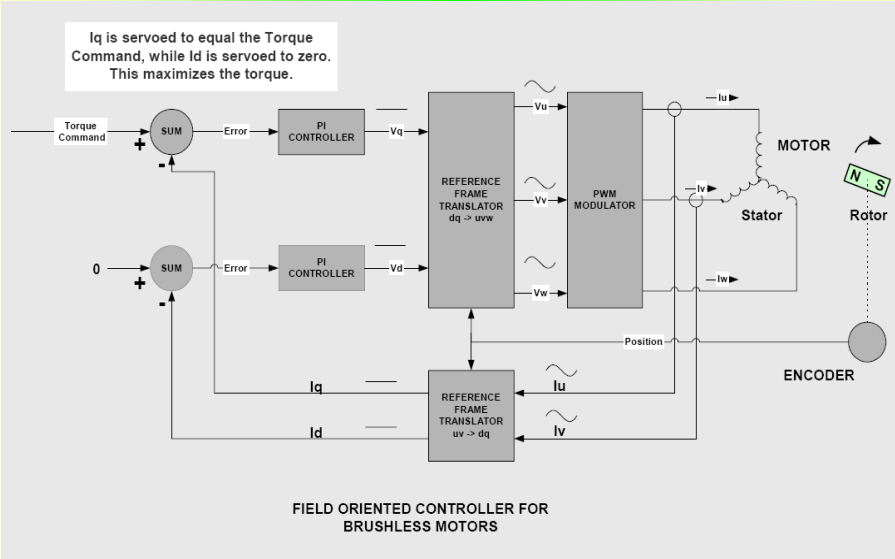 Iq is servoed to equal the Torque
Command, while Id is servoed to zero.
This maximizes the torque.
Torque
Command
+
-
SUM
Error
PI
CONTROLLER
Vq
REFERENCE
FRAME
TRANSLATOR
dq -> uvw
Vu
Vv
Vw
PWM
MODULATOR
Iu
Iv
Iw
MOTOR
Stator
N
S
Rotor
0
+
-
SUM
Error
PI
CONTROLLER
Vd
Position
ENCODER
Iq
Id
REFERENCE
FRAME
TRANSLATOR
uv -> dq
Iu
Iv
FIELD ORIENTED CONTROLLER FOR
BRUSHLESS MOTORS